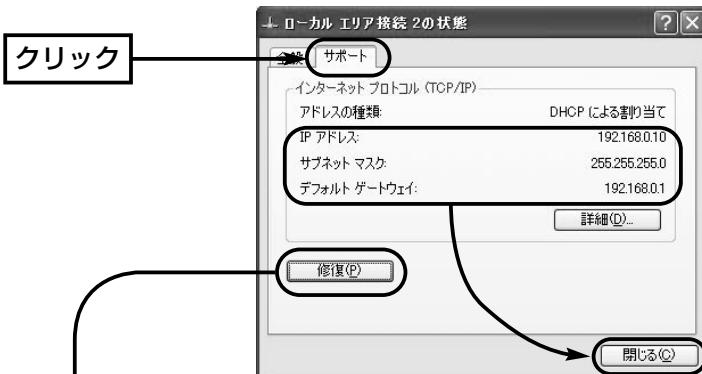 ローカル エリア接続 2の状態
クリック
全般 サポート
インターネット プロトコル (TCP/IP)
アドレスの種類: DHCP による割り当て
IP アドレス: 192.168.0.10
サブネット マスク: 255.255.255.0
デフォルト ゲートウェイ: 192.168.0.1
詳細(D)...
修復(P)
閉じる(C)